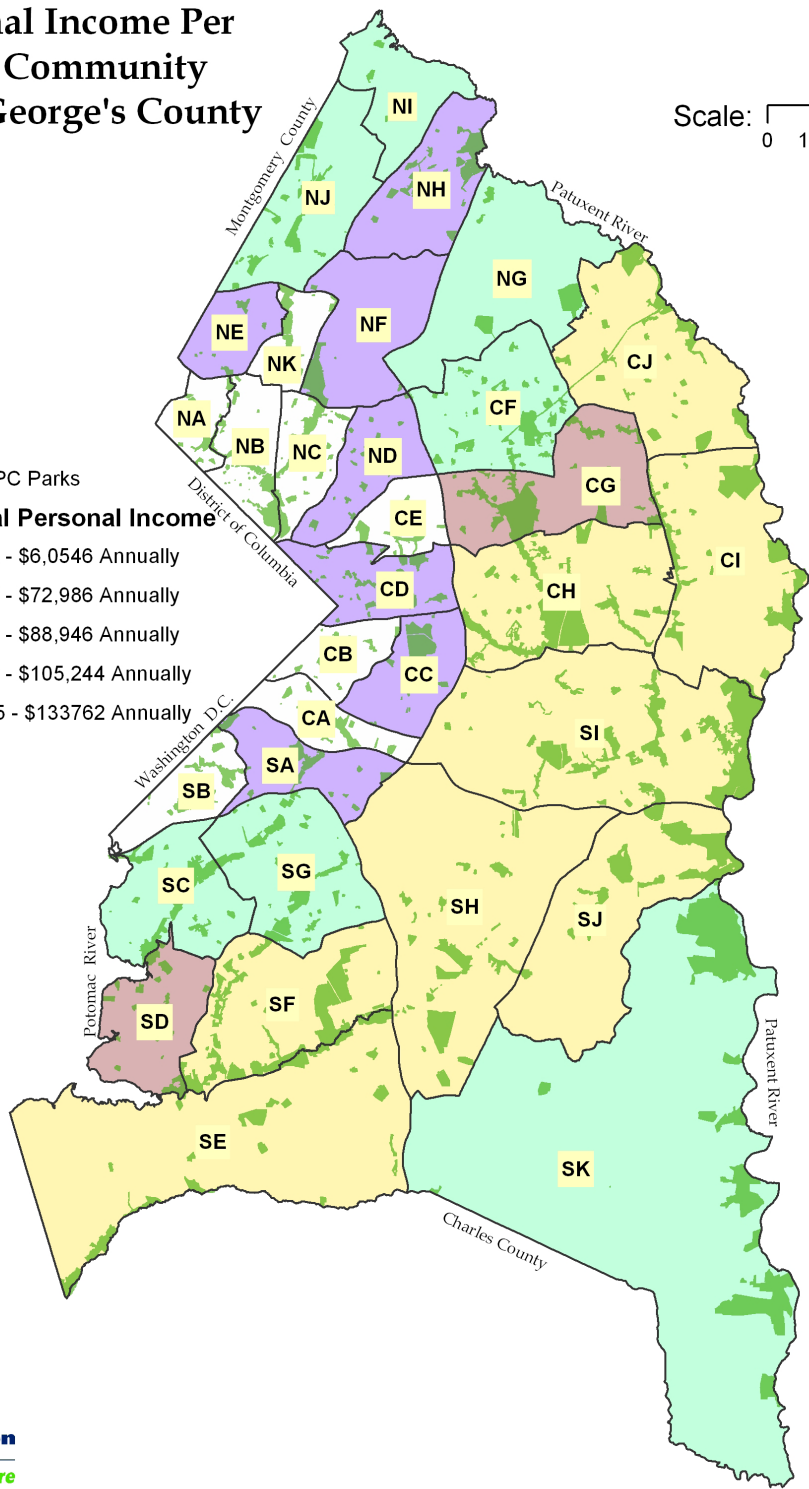 nal Income Per
Community
George's County
Scale:
0 1
Montgomery County
Patuxent River
NI
NH
NJ
NG
NE
NF
NK
CJ
NA
NB
NC
ND
CF
CG
CE
CI
PC Parks
District of Columbia
al Personal Income
- $6,0546 Annually
- $72,986 Annually
- $88,946 Annually
- $105,244 Annually
5 - $133762 Annually
CD
CH
CB
CC
CA
Washington D.C.
SI
SA
SB
SC
SG
SH
SJ
Potomac River
SD
SF
Patuxent River
SE
SK
Charles County
on
re